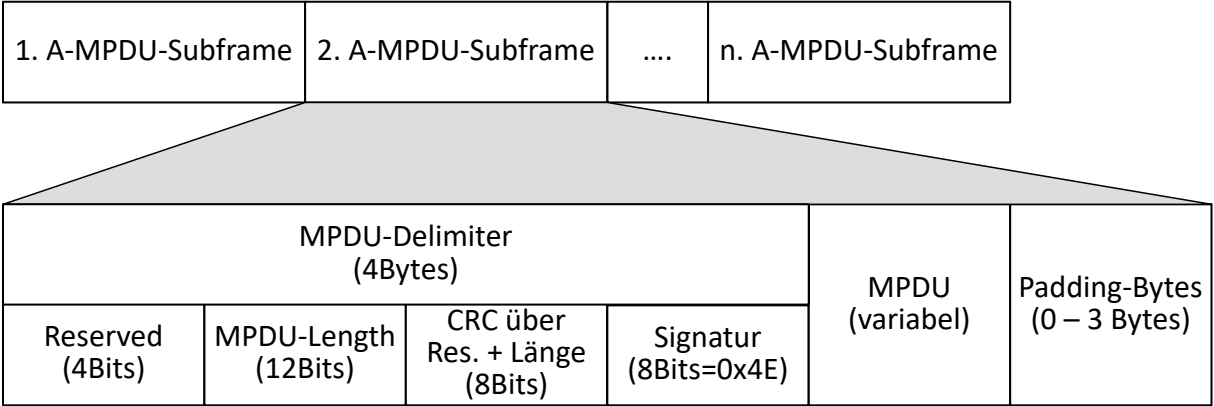 1. A-MPDU-Subframe 2. A-MPDU-Subframe .... n. A-MPDU-Subframe
MPDU-Delimiter
(4Bytes)
MPDU
(variabel)
Padding-Bytes
(0 – 3 Bytes)
Reserved
(4Bits)
MPDU-Length
(12Bits)
CRC über
Res. + Länge
(8Bits)
Signatur
(8Bits=0x4E)